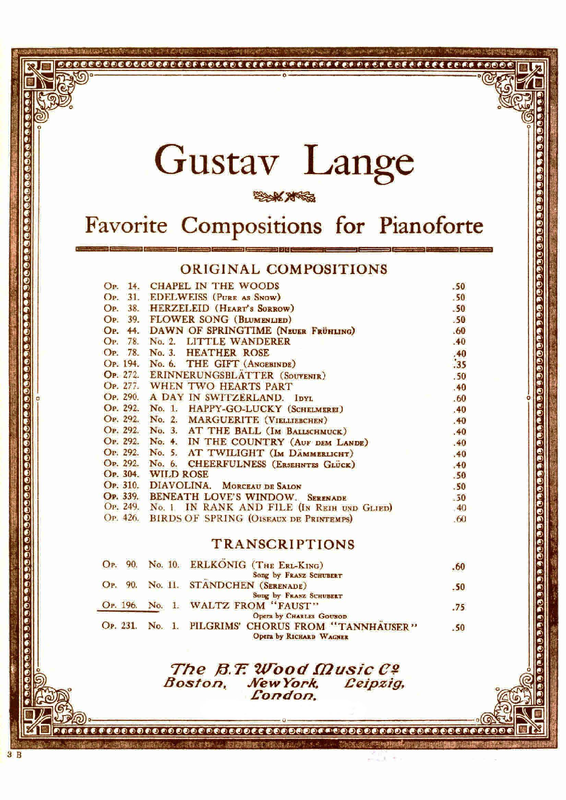 Gustav Lange
Favorite Compositions for Pianoforte
ORIGINAL COMPOSITIONS
Op. 14. CHAPEL IN THE WOODS .50
Op. 31. EDELWEISS (Pure as Snow) .50
Op. 38. HERZELEID (Heart's Sorrow) .50
Op. 39. FLOWER SONG (Blumenlied) .50
Op. 44. DAWN OF SPRINGTIME (Neuer Frühling) .60
Op. 78. No. 2. LITTLE WANDERER .40
Op. 78. No. 3. HEATHER ROSE .40
Op. 194. No. 6. THE GIFT (Angebinde) .35
Op. 272. ERINNERUNGSBLÄTTER (Souvenir) .50
Op. 277. WHEN TWO HEARTS PART .40
Op. 290. A DAY IN SWITZERLAND. Idyl .60
Op. 292. No. 1. HAPPY-GO-LUCKY (Schelmerei) .40
Op. 292. No. 2. MARGUERITE (Vielliebchen) .40
Op. 292. No. 3. AT THE BALL (Im Ballschmuck) .40
Op. 292. No. 4. IN THE COUNTRY (Auf dem Lande) .40
Op. 292. No. 5. AT TWILIGHT (Im Dämmerlicht) .40
Op. 292. No. 6. CHEERFULNESS (Ersehntes Glück) .40
Op. 304. WILD ROSE .50
Op. 310. DIAVOLINA. Morceau de Salon .50
Op. 339. BENEATH LOVE'S WINDOW. Serenade .50
Op. 249. No. 1 IN RANK AND FILE (In Reih und Glied) .40
Op. 426. BIRDS OF SPRING (Oiseaux de Printemps) .60
TRANSCRIPTIONS
Op. 90. No. 10. ERLKÖNIG (The Erl-King) .60
Song by Franz Schubert
Op. 90. No. 11. STÄNDCHEN (Serenade) .50
Song by Franz Schubert
Op. 196. No. 1. WALTZ FROM "FAUST" .75
Opera by Charles Gounod
Op. 231. No. 1. PILGRIMS' CHORUS FROM "TANNHÄUSER" .50
Opera by Richard Wagner
The B. F. Wood Music Co.
Boston, New York, Leipzig,
London.
3 B